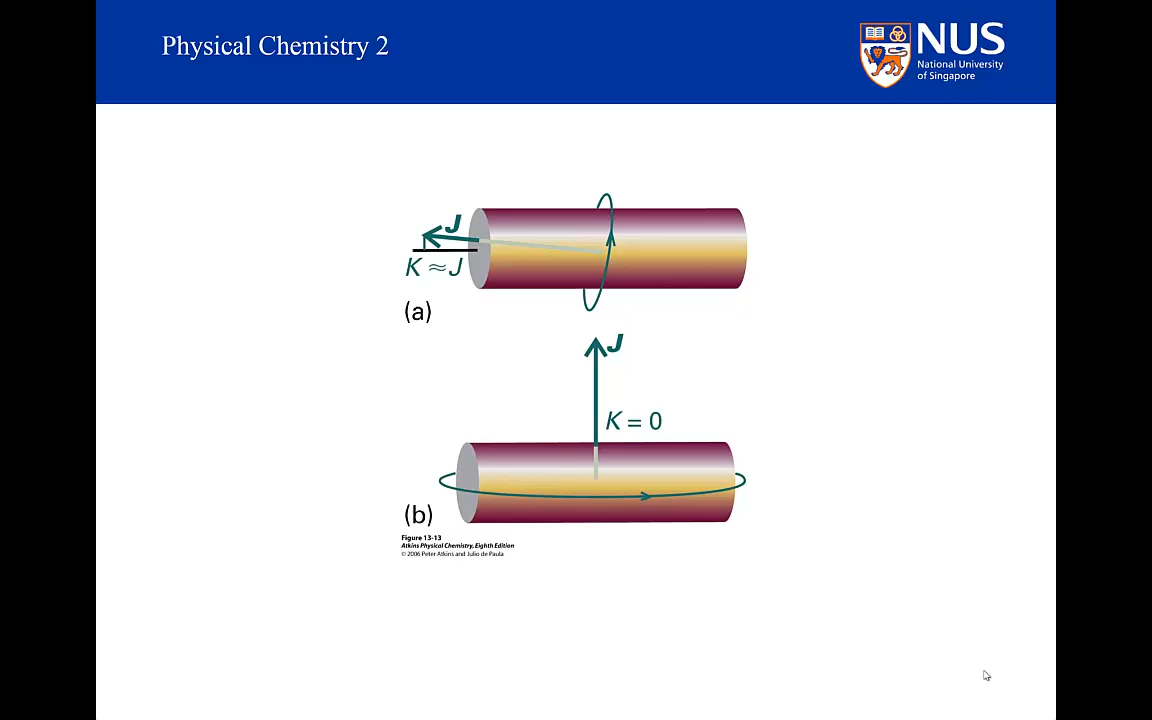 Physical Chemistry 2
NUS
National University
of Singapore
J
K ≈ J
(a)
J
K = 0
(b)
Figure 13-13
Atkins Physical Chemistry, Eighth Edition
© 2006 Peter Atkins and Julio de Paula